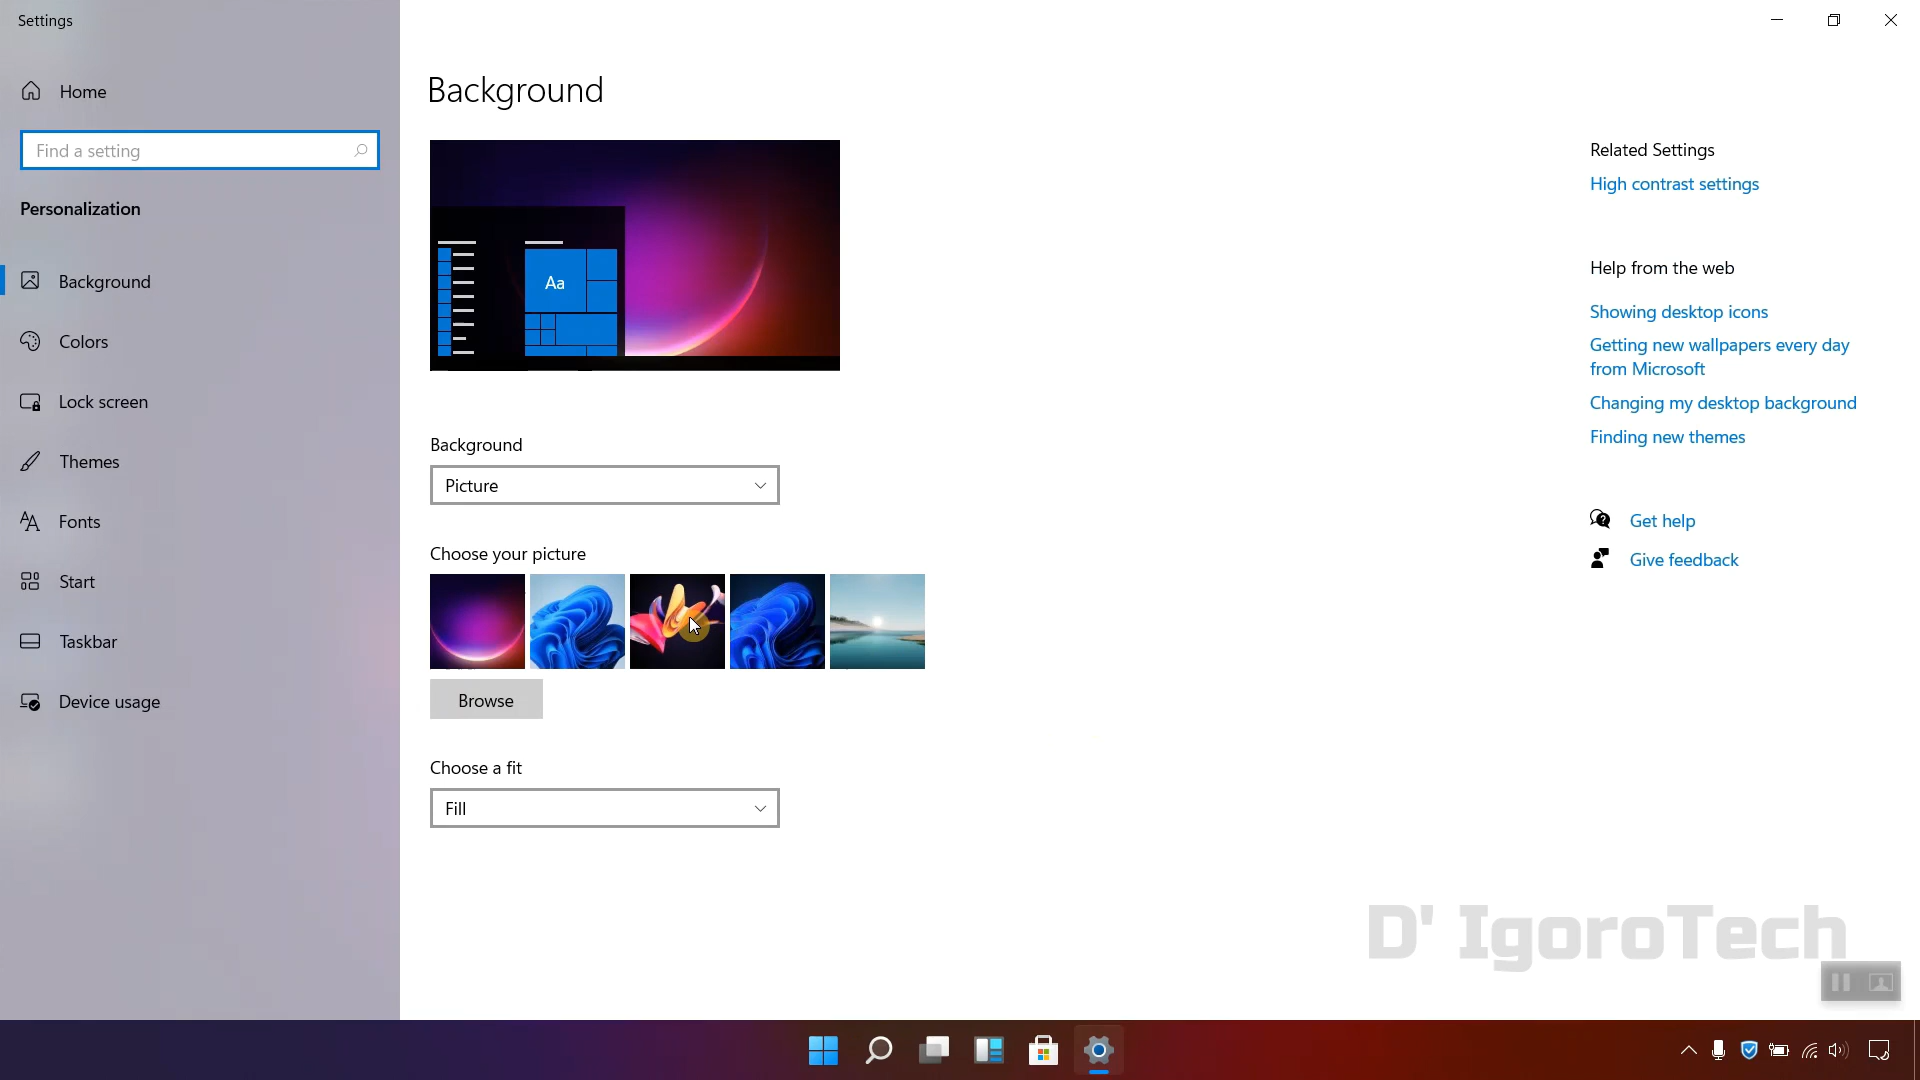 Settings
Home
Find a setting
Personalization
Background
Colors
Lock screen
Themes
Fonts
Start
Taskbar
Device usage
Background
Aa
Background
Picture
Choose your picture
Browse
Choose a fit
Fill
Related Settings
High contrast settings
Help from the web
Showing desktop icons
Getting new wallpapers every day
from Microsoft
Changing my desktop background
Finding new themes
Get help
Give feedback
D' IgoroTech